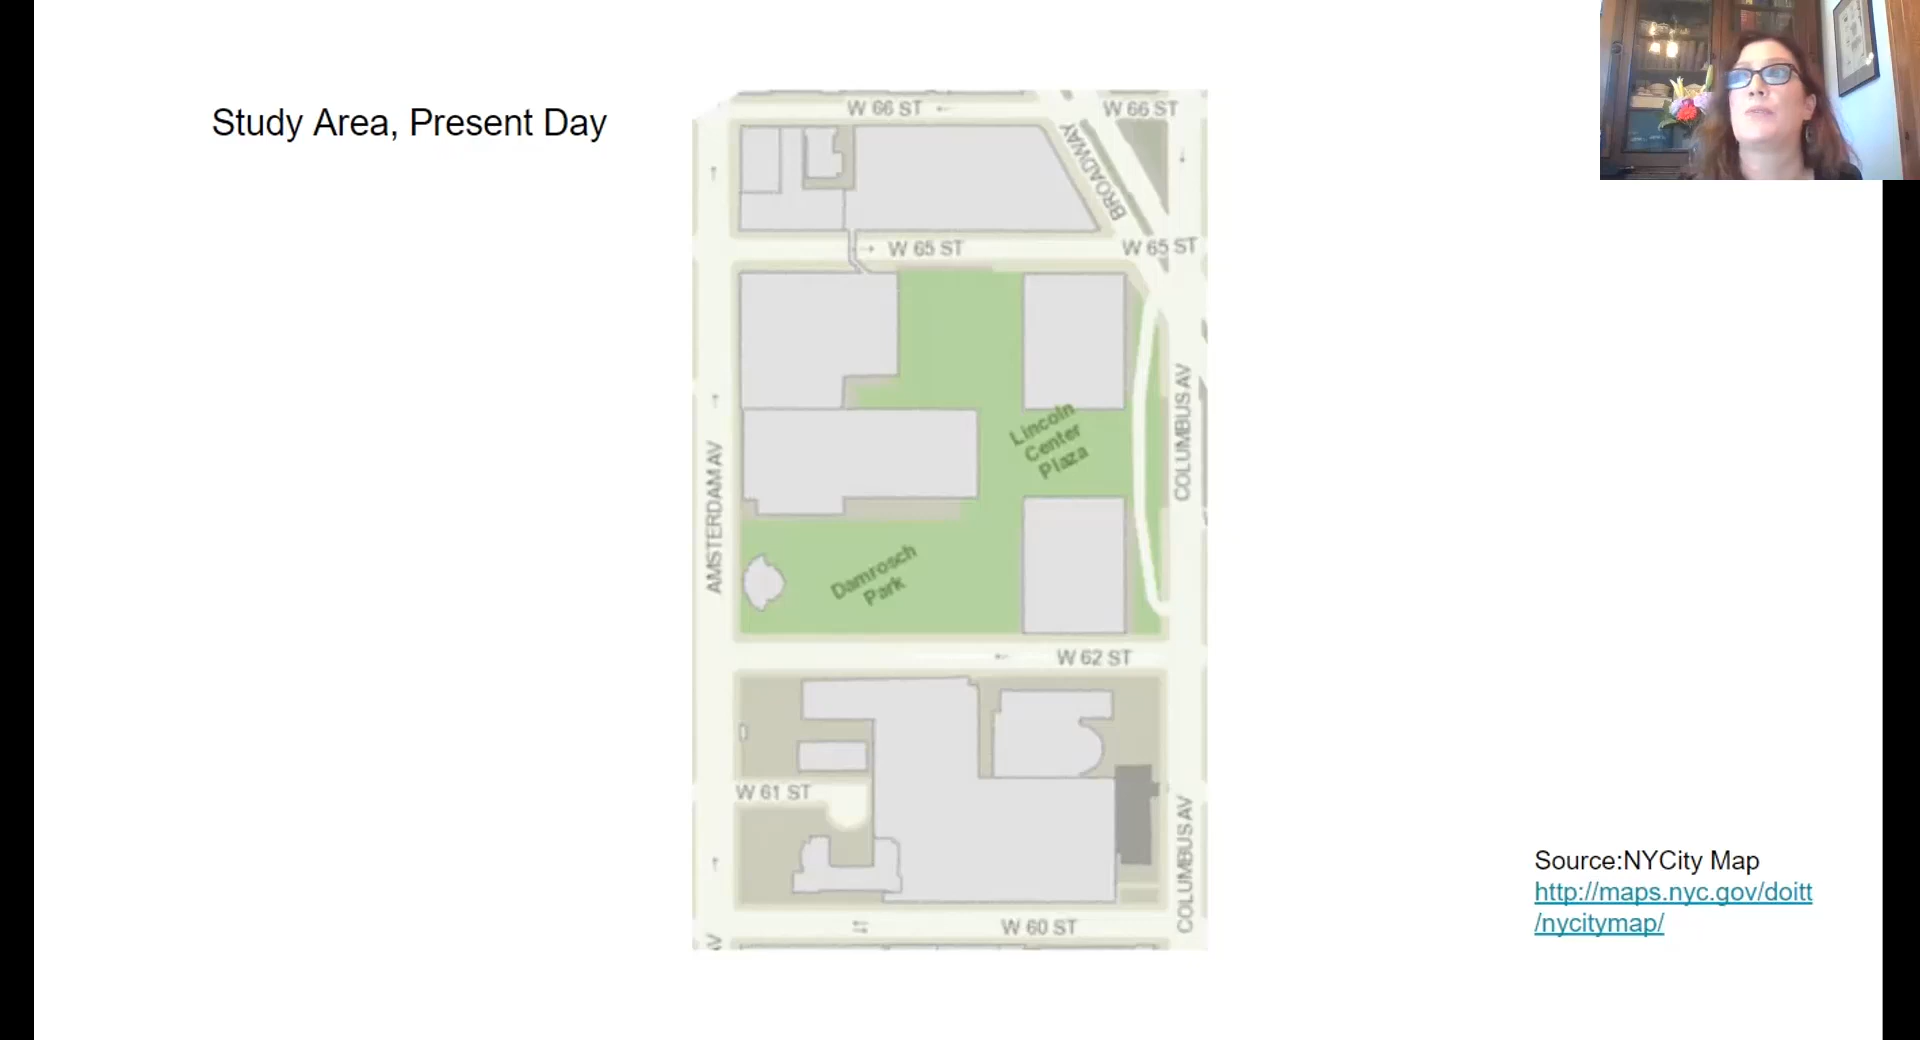 Study Area, Present Day
W 66 ST
W 66 ST
BROADWAY
W 65 ST
W 65 ST
Lincoln
Center
Plaza
COLUMBUS AV
AMSTERDAM AV
Damrosch
Park
W 62 ST
W 61 ST
COLUMBUS AV
W 60 ST
AV
Source:NYCity Map
http://maps.nyc.gov/doitt
/nycitymap/